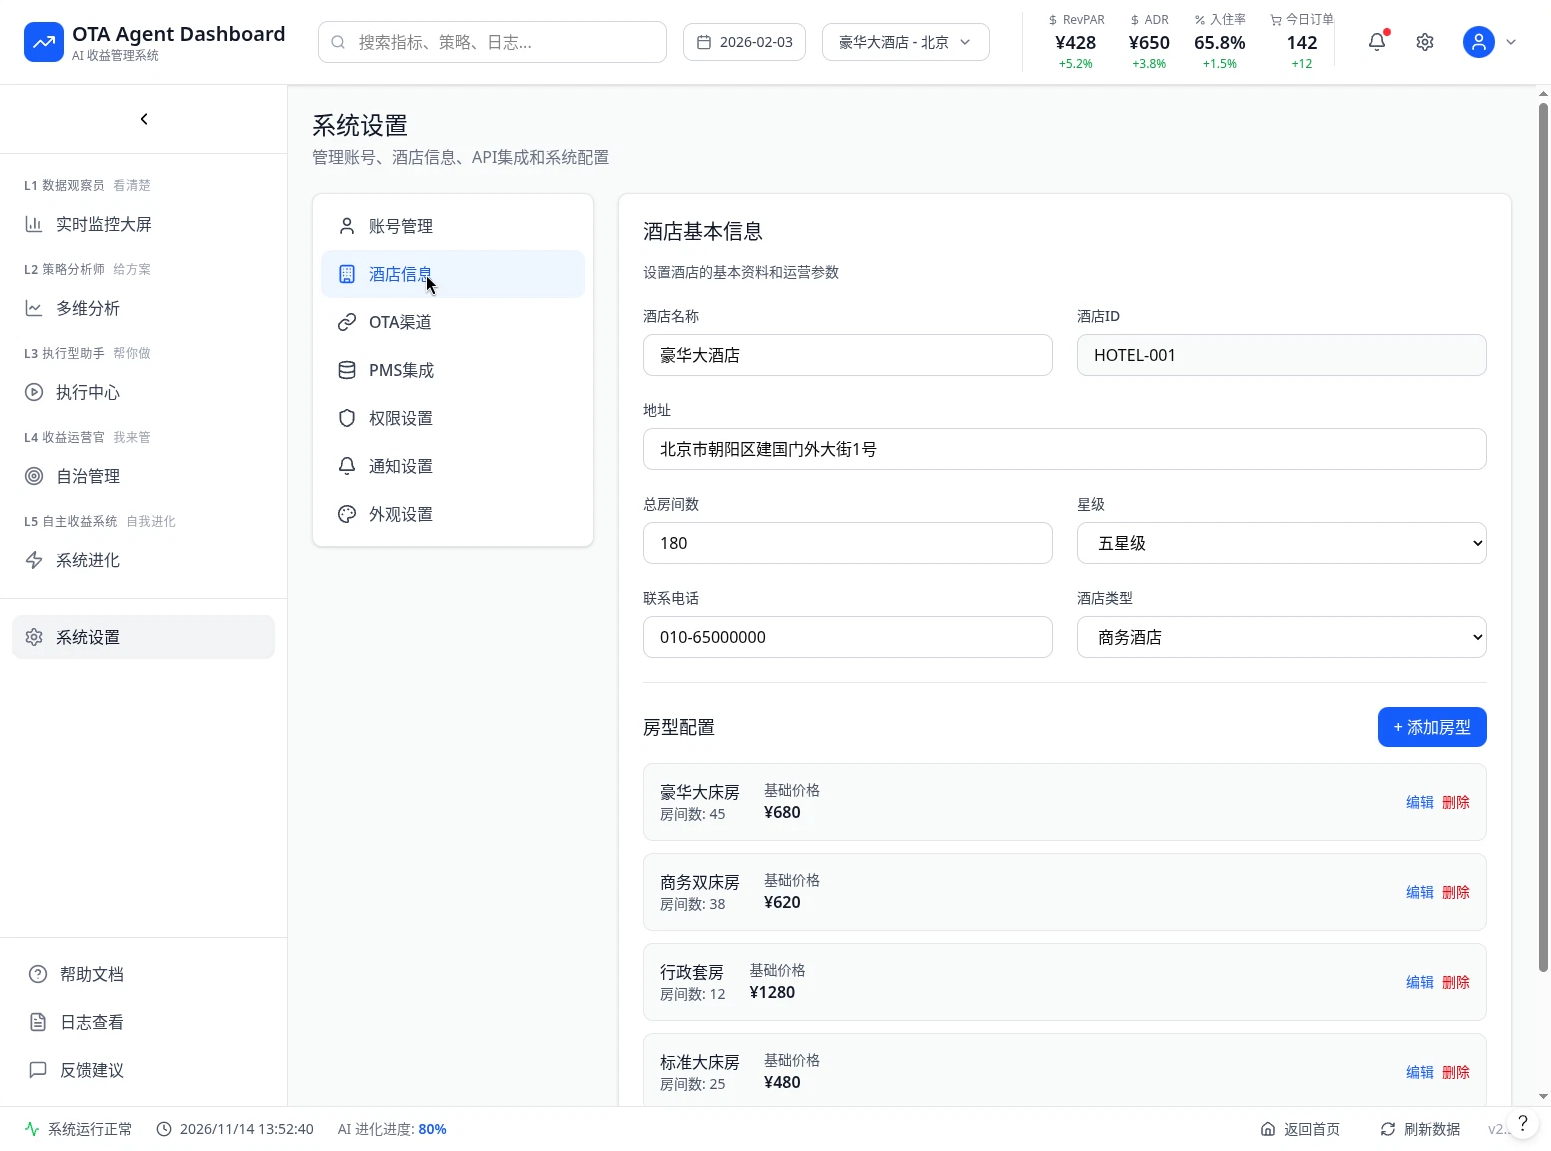 OTA Agent Dashboard
AI 收益管理系统
搜索指标、策略、日志...
2026-02-03
豪华大酒店 - 北京
RevPAR
¥428
+5.2%
ADR
¥650
+3.8%
入住率
65.8%
+1.5%
今日订单
142
+12
L1 数据观察员 看清楚
实时监控大屏
L2 策略分析师 给方案
多维分析
L3 执行型助手 帮你做
执行中心
L4 收益运营官 我来管
自治管理
L5 自主收益系统 自我进化
系统进化
系统设置
帮助文档
日志查看
反馈建议
系统设置
管理账号、酒店信息、API集成和系统配置
账号管理
酒店信息
OTA渠道
PMS集成
权限设置
通知设置
外观设置
酒店基本信息
设置酒店的基本资料和运营参数
酒店名称
豪华大酒店
酒店ID
HOTEL-001
地址
北京市朝阳区建国门外大街1号
总房间数
180
星级
五星级
联系电话
010-65000000
酒店类型
商务酒店
房型配置
+ 添加房型
豪华大床房
房间数: 45
基础价格
¥680
编辑 删除
商务双床房
房间数: 38
基础价格
¥620
编辑 删除
行政套房
房间数: 12
基础价格
¥1280
编辑 删除
标准大床房
房间数: 25
基础价格
¥480
编辑 删除
系统运行正常
2026/11/14 13:52:40
AI 进化进度: 80%
返回首页
刷新数据
?